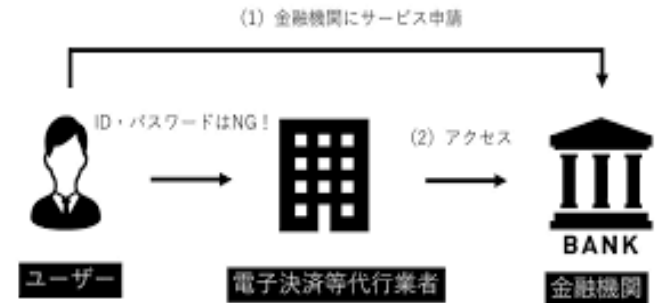 (1) 金融機関にサービス申請
ID・パスワードはNG！
(2) アクセス
BANK
ユーザー
電子決済等代行業者
金融機関